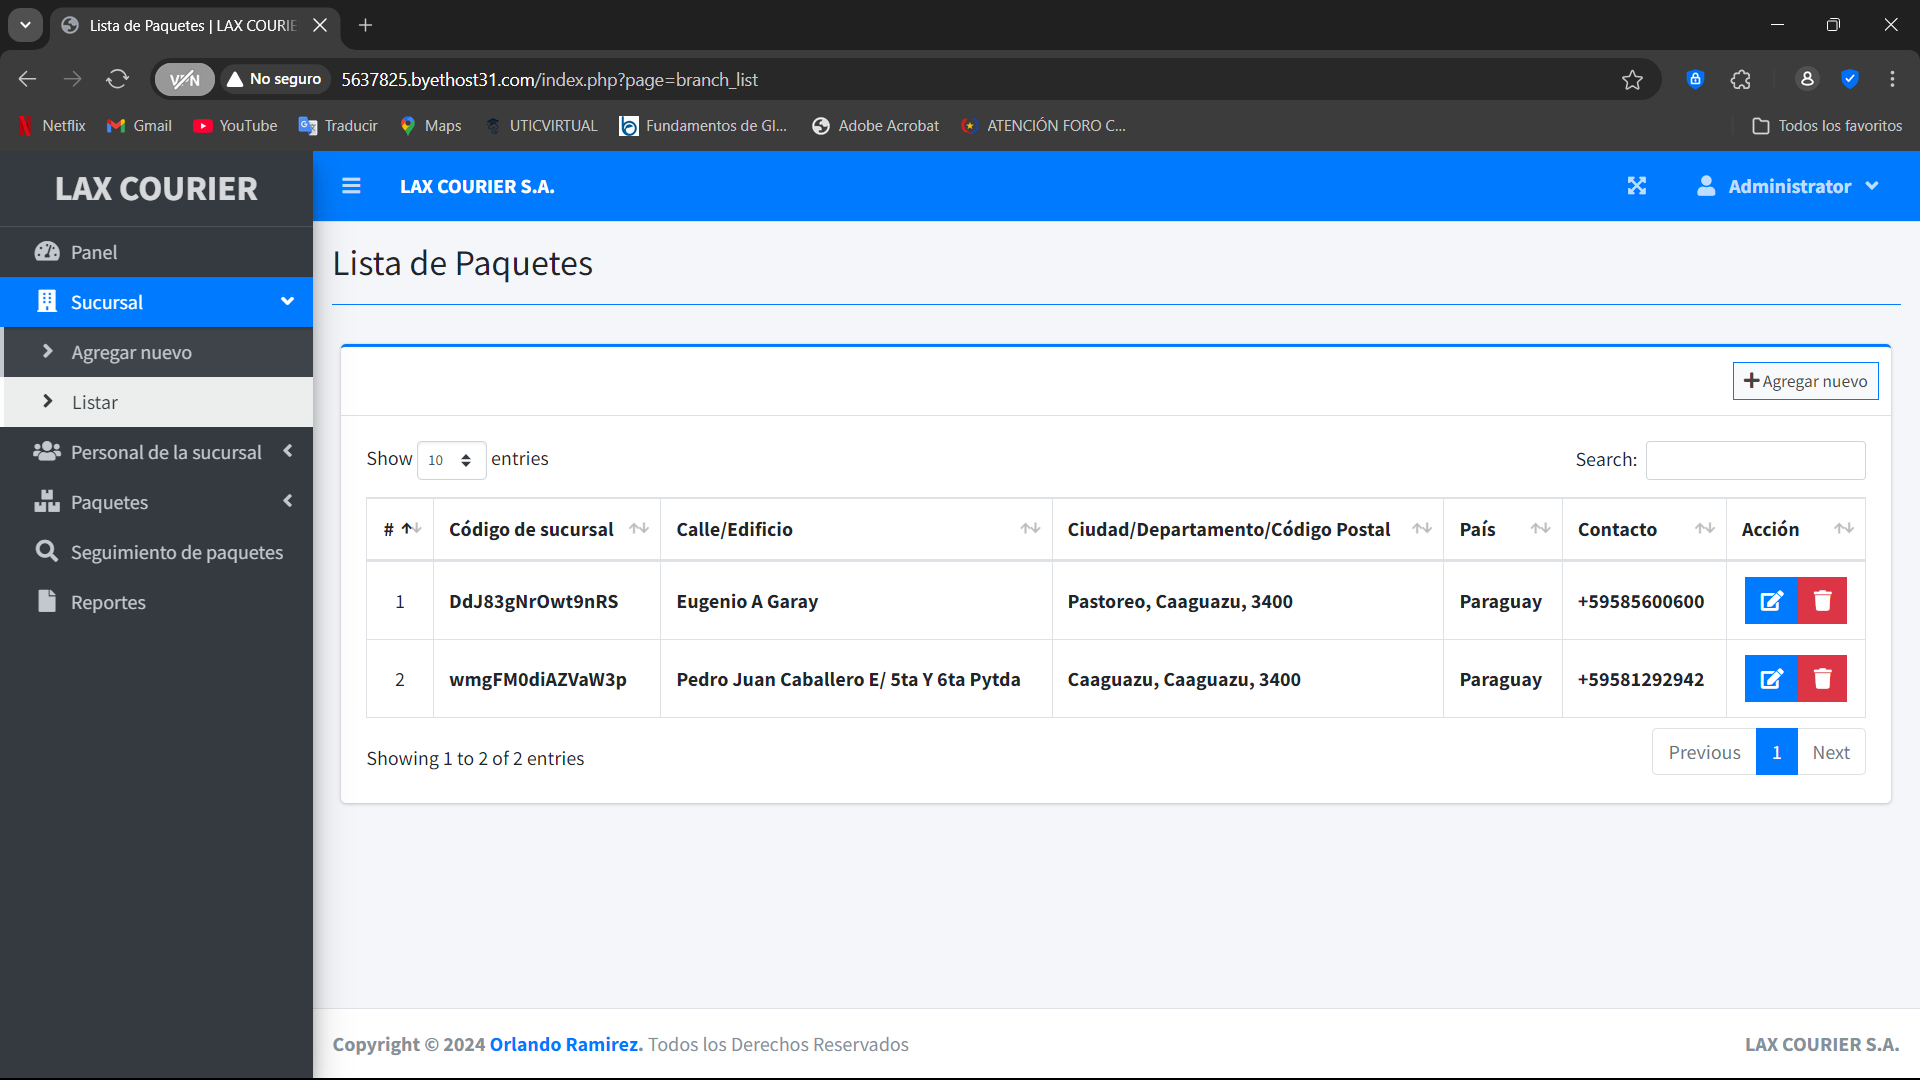 Lista de Paquetes | LAX COURIE
VPN
No seguro
5637825.byethost31.com/index.php?page=branch_list
Netflix
Gmail
YouTube
Traducir
Maps
UTICVIRTUAL
Fundamentos de GI...
Adobe Acrobat
ATENCIÓN FORO C...
Todos los favoritos
LAX COURIER
LAX COURIER S.A.
Administrator
Panel
Sucursal
Agregar nuevo
Listar
Personal de la sucursal
Paquetes
Seguimiento de paquetes
Reportes
Lista de Paquetes
Agregar nuevo
Show 10 entries
Search:
# Código de sucursal Calle/Edificio Ciudad/Departamento/Código Postal País Contacto Acción
1 DdJ83gNrOwt9nRS Eugenio A Garay Pastoreo, Caaguazu, 3400 Paraguay +59585600600
2 wmgFM0diAZVaW3p Pedro Juan Caballero E/ 5ta Y 6ta Pytda Caaguazu, Caaguazu, 3400 Paraguay +59581292942
Showing 1 to 2 of 2 entries
Previous 1 Next
Copyright © 2024 Orlando Ramirez. Todos los Derechos Reservados
LAX COURIER S.A.